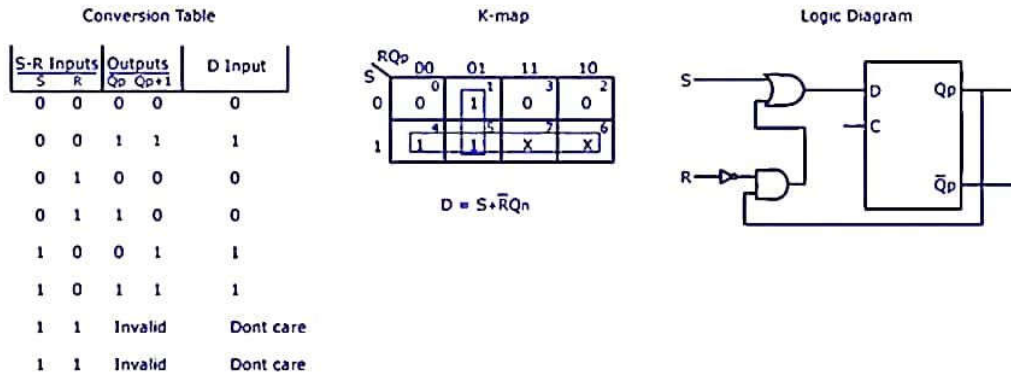 Conversion Table
S-R Inputs Outputs D Input
S R Qp Qp+1
0 0 0 0 0
0 0 1 1 1
0 1 0 0 0
0 1 1 0 0
1 0 0 1 1
1 0 1 1 1
1 1 Invalid Dont care
1 1 Invalid Dont care
K-map
RQp
S 00 01 11 10
0 0 0 1 1 0 3 0 2
1 1 4 1 5 X 7 X 6
D = S+R̅Qn
Logic Diagram
S D Qp
C
R Q̅p